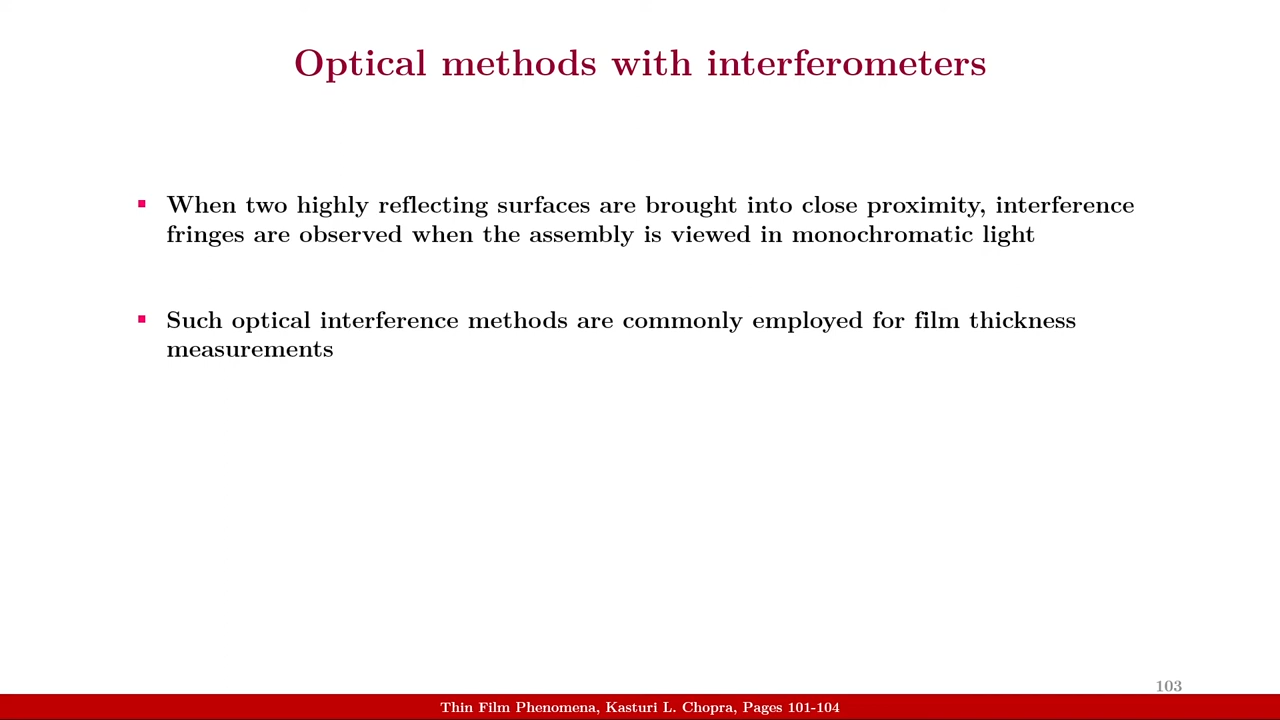 Optical methods with interferometers
▪ When two highly reflecting surfaces are brought into close proximity, interference
fringes are observed when the assembly is viewed in monochromatic light
▪ Such optical interference methods are commonly employed for film thickness
measurements
103
Thin Film Phenomena, Kasturi L. Chopra, Pages 101-104